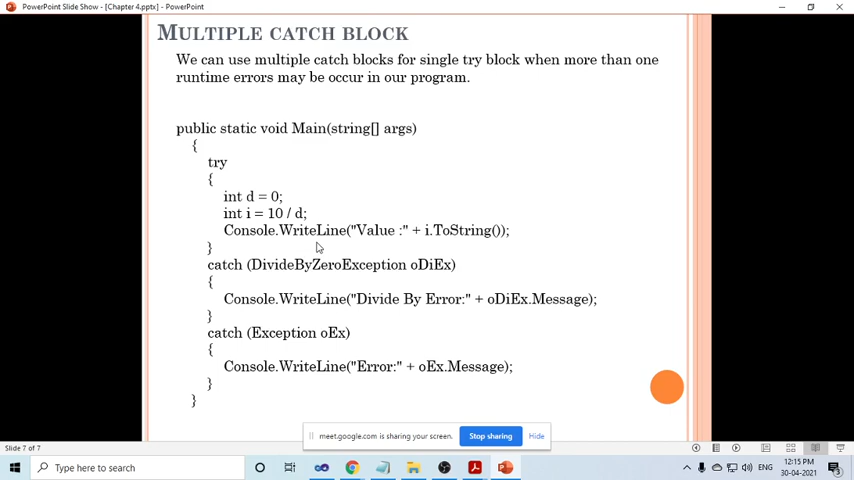 PowerPoint Slide Show - [Chapter 4.pptx] - PowerPoint
MULTIPLE CATCH BLOCK
We can use multiple catch blocks for single try block when more than one
runtime errors may be occur in our program.
public static void Main(string[] args)
{
try
{
int d = 0;
int i = 10 / d;
Console.WriteLine("Value :" + i.ToString());
}
catch (DivideByZeroException oDiEx)
{
Console.WriteLine("Divide By Error:" + oDiEx.Message);
}
catch (Exception oEx)
{
Console.WriteLine("Error:" + oEx.Message);
}
}
meet.google.com is sharing your screen.
Stop sharing
Hide
Slide 7 of 7
Type here to search
ENG
12:15 PM
30-04-2021
3